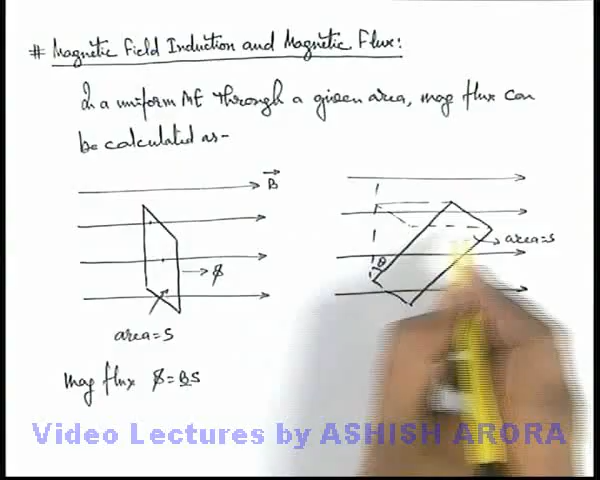 # Magnetic Field Induction and Magnetic Flux:
In a uniform MF through a given area, mag flux can
be calculated as-
B
ϕ
area=S
θ
area=S
mag flux ϕ=BS
Video Lectures by ASHISH ARORA